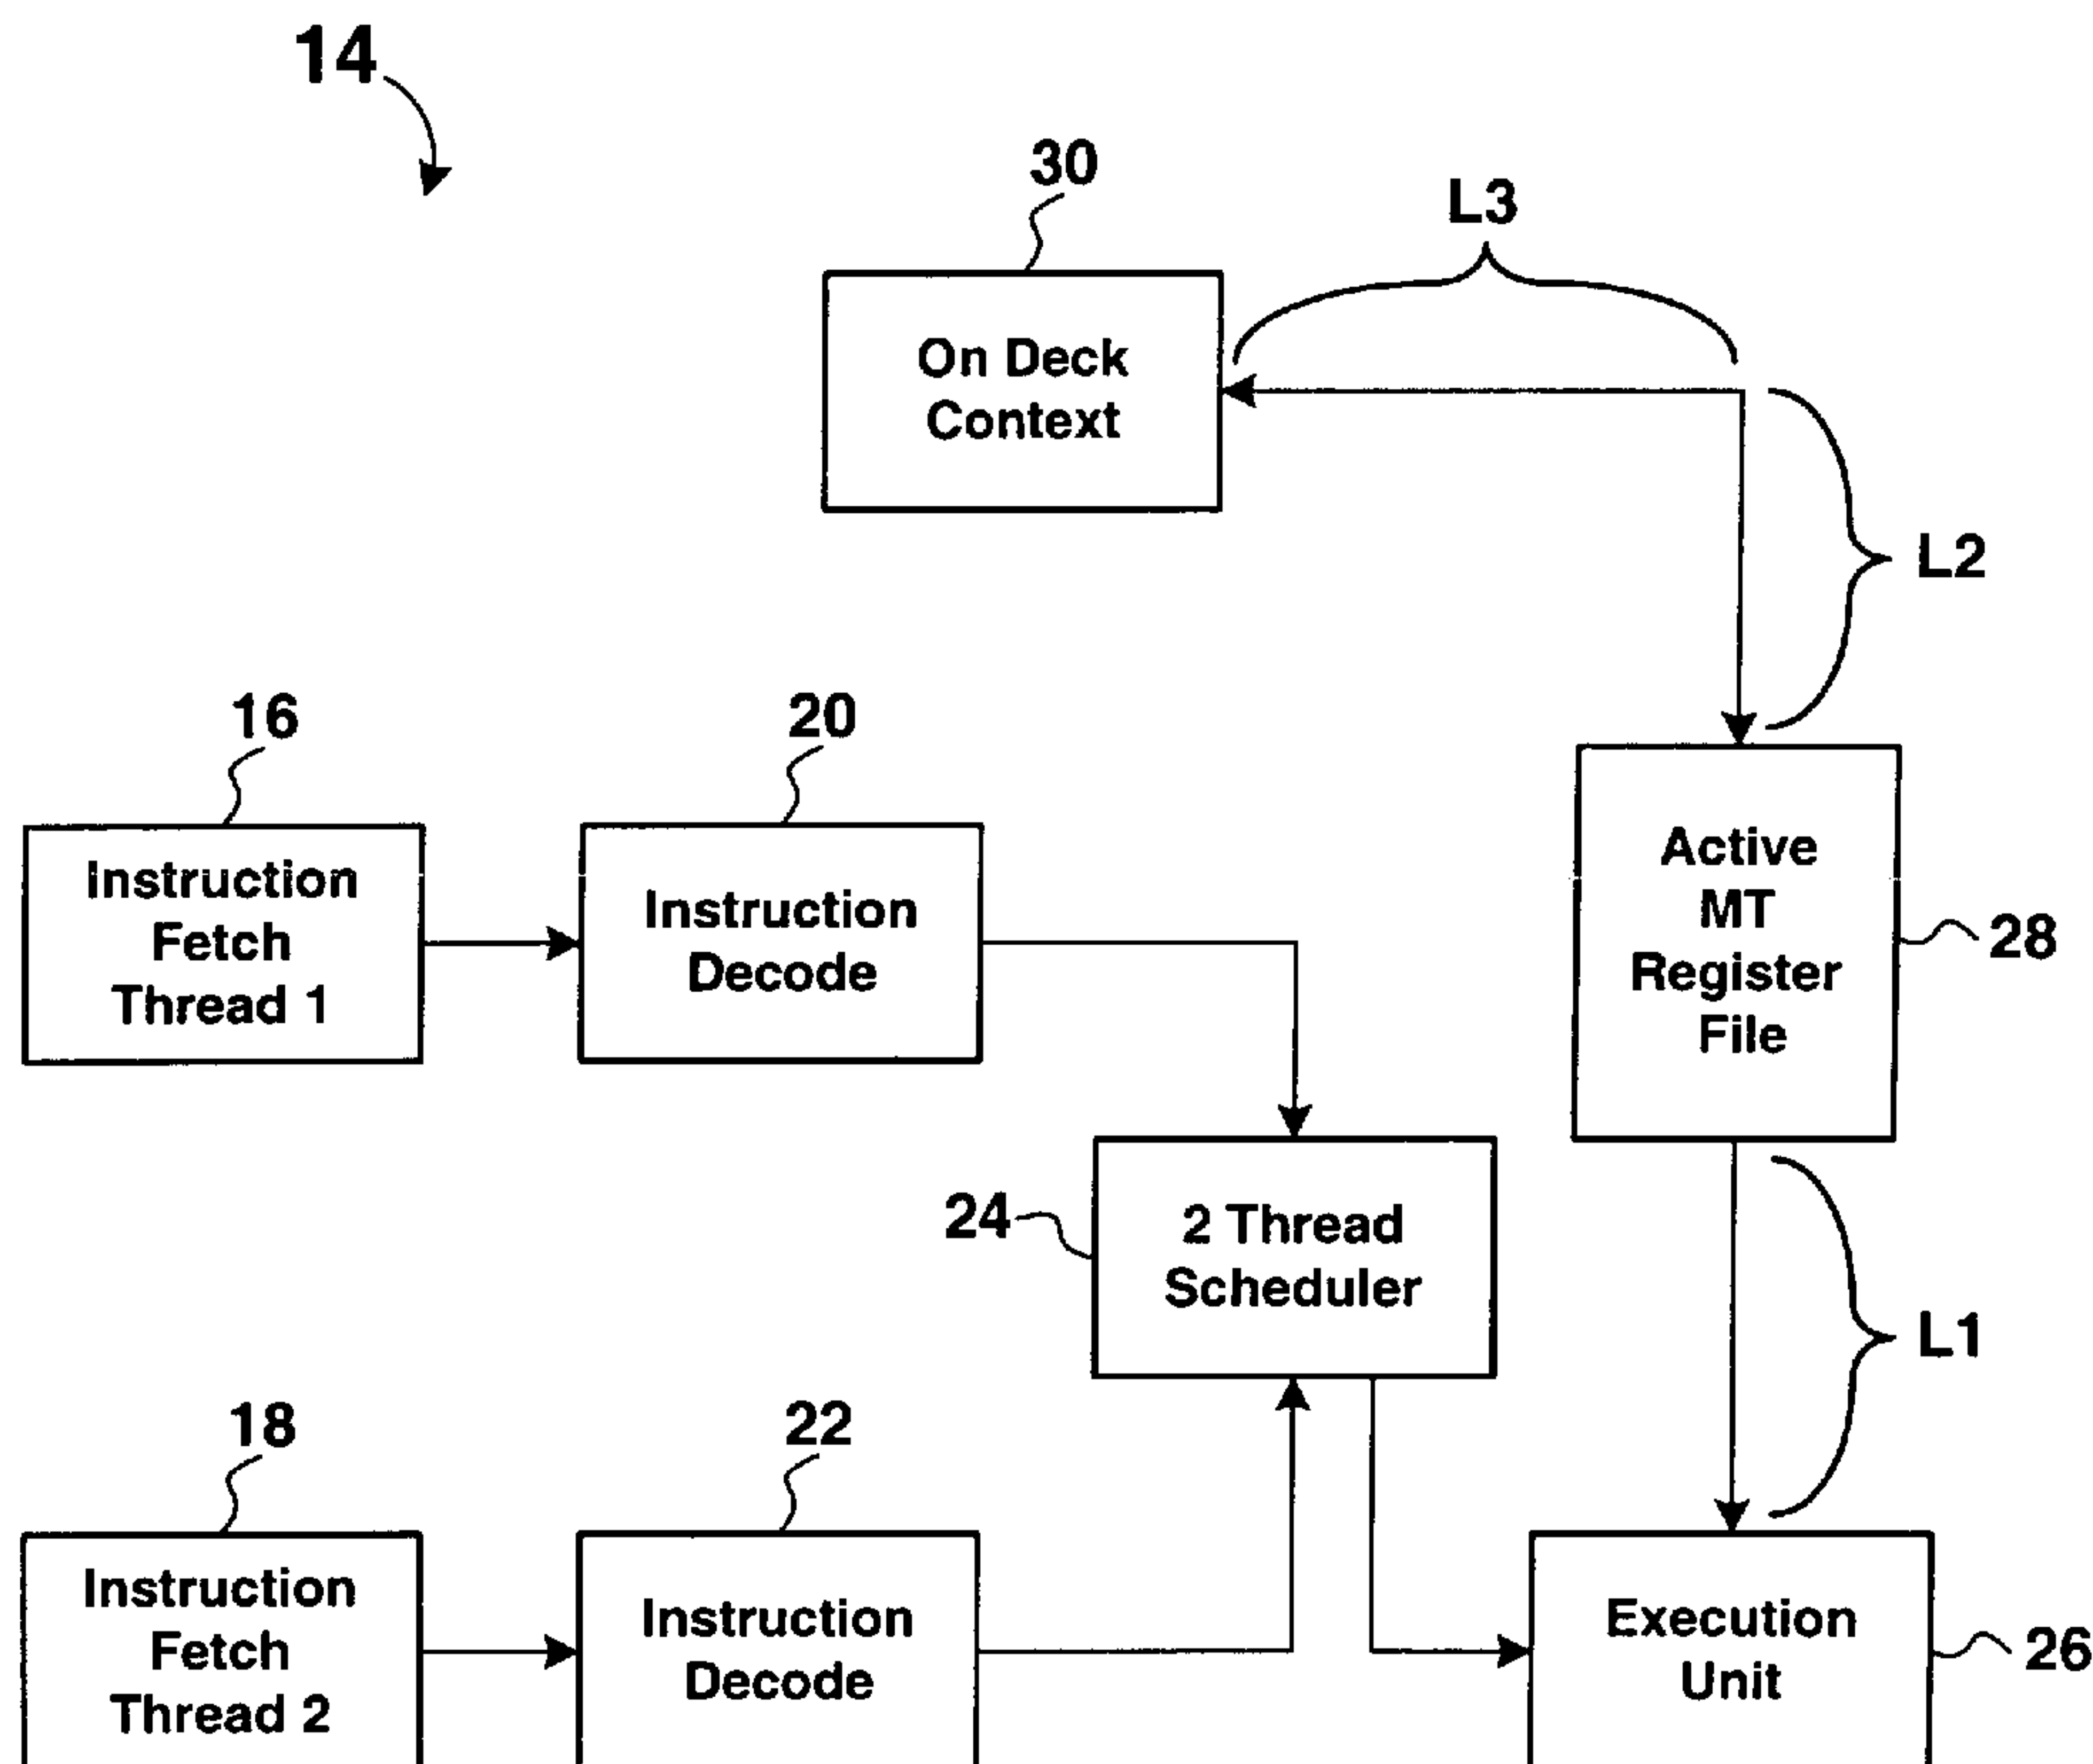 14
30
L3
On Deck
Context
L2
16
20
Instruction
Fetch
Thread 1
Instruction
Decode
Active
MT
Register
File
28
24
2 Thread
Scheduler
L1
18
22
Instruction
Fetch
Thread 2
Instruction
Decode
Execution
Unit
26